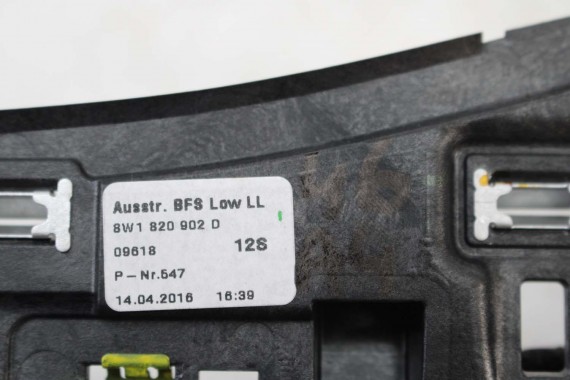 Ausstr. BFS Low LL
8W1 820 902 D
09618 12S
P-Nr.547
14.04.2016 16:39